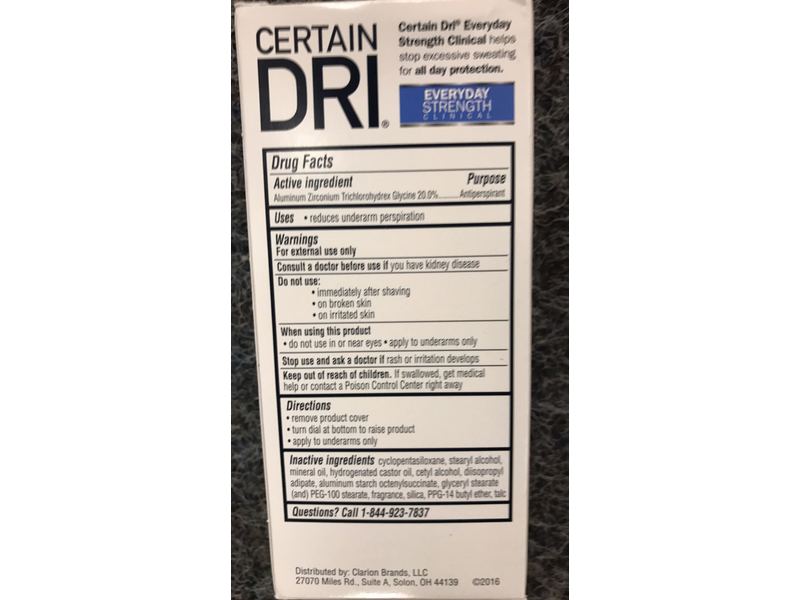 CERTAIN
DRI®
Certain Dri® Everyday
Strength Clinical helps
stop excessive sweating
for all day protection.
EVERYDAY
STRENGTH
CLINICAL
Drug Facts
Active ingredient Purpose
Aluminum Zirconium Trichlorohydrex Glycine 20.0%..........Antiperspirant
Uses • reduces underarm perspiration
Warnings
For external use only
Consult a doctor before use if you have kidney disease
Do not use:
• immediately after shaving
• on broken skin
• on irritated skin
When using this product
• do not use in or near eyes • apply to underarms only
Stop use and ask a doctor if rash or irritation develops
Keep out of reach of children. If swallowed, get medical
help or contact a Poison Control Center right away
Directions
• remove product cover
• turn dial at bottom to raise product
• apply to underarms only
Inactive ingredients cyclopentasiloxane, stearyl alcohol,
mineral oil, hydrogenated castor oil, cetyl alcohol, diisopropyl
adipate, aluminum starch octenylsuccinate, glyceryl stearate
(and) PEG-100 stearate, fragrance, silica, PPG-14 butyl ether, talc
Questions? Call 1-844-923-7837
Distributed by: Clarion Brands, LLC
27070 Miles Rd., Suite A, Solon, OH 44139 ©2016